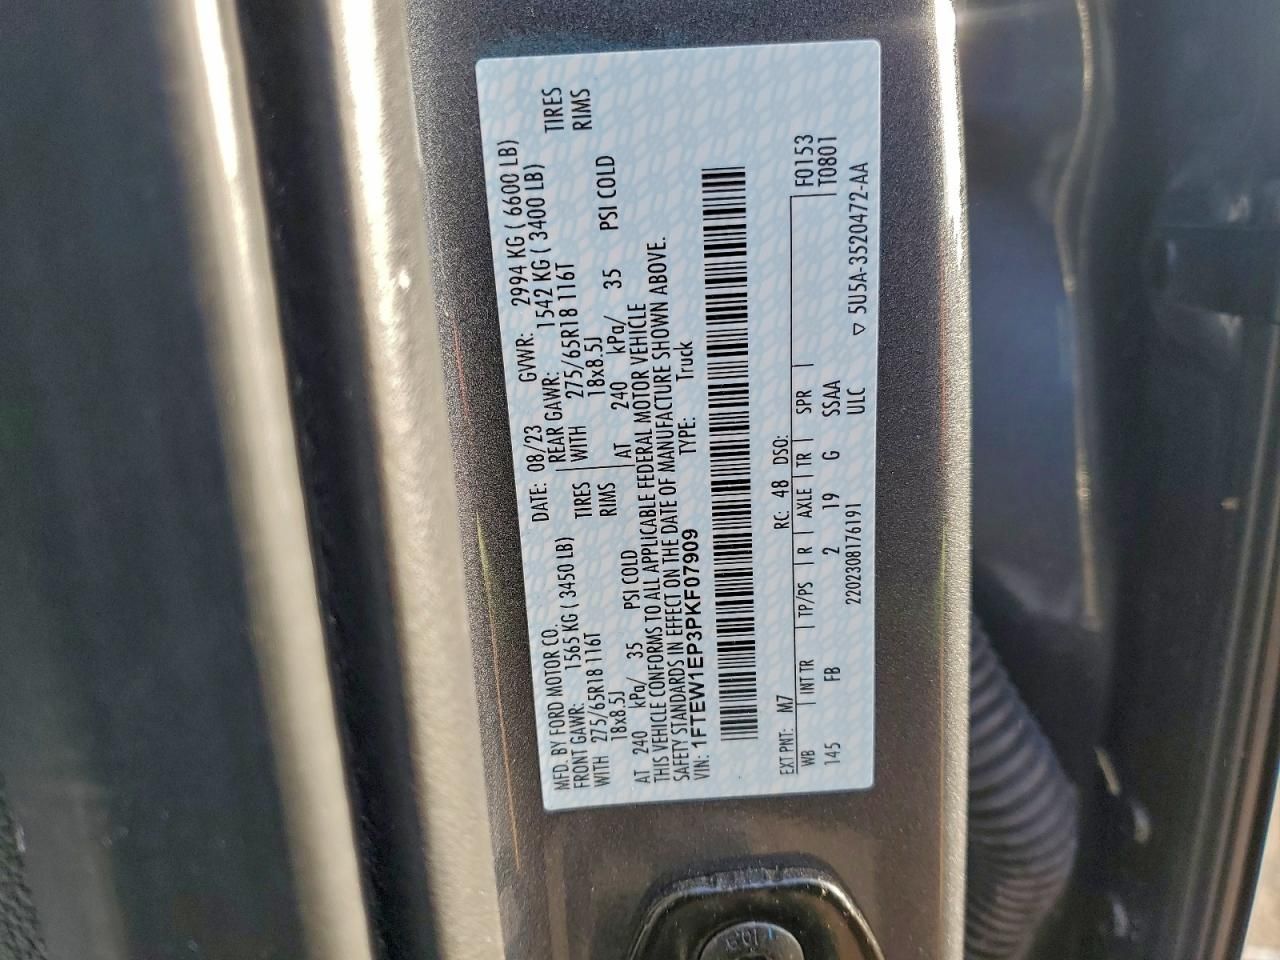 MFD. BY FORD MOTOR CO. DATE: 08/23 GVWR: 2994 KG ( 6600 LB)
FRONT GAWR: 1565 KG ( 3450 LB) REAR GAWR: 1542 KG ( 3400 LB)
WITH 275/65R18 116T TIRES WITH 275/65R18 116T TIRES
18x8.5J RIMS 18x8.5J RIMS
AT 240 kPa/ 35 PSI COLD AT 240 kPa/ 35 PSI COLD
THIS VEHICLE CONFORMS TO ALL APPLICABLE FEDERAL MOTOR VEHICLE
SAFETY STANDARDS IN EFFECT ON THE DATE OF MANUFACTURE SHOWN ABOVE.
VIN: 1FTEW1EP3PKF07909 TYPE: Truck
EXT PNT: M7 RC: 48 DSO: F0153
WB INT TR TP/PS R AXLE TR SPR T0801
145 FB 2 19 G SSAA
2202308176191 ULC ▽ 5U5A-3520472-AA